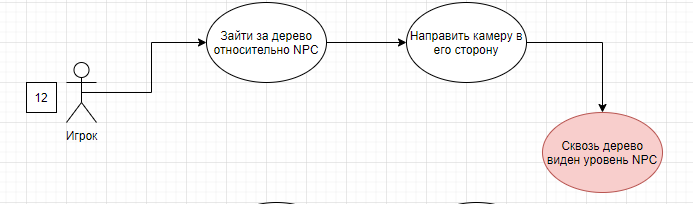 Зайти за дерево
относительно NPC
Направить камеру в
его сторону
12
Игрок
Сквозь дерево
виден уровень NPC